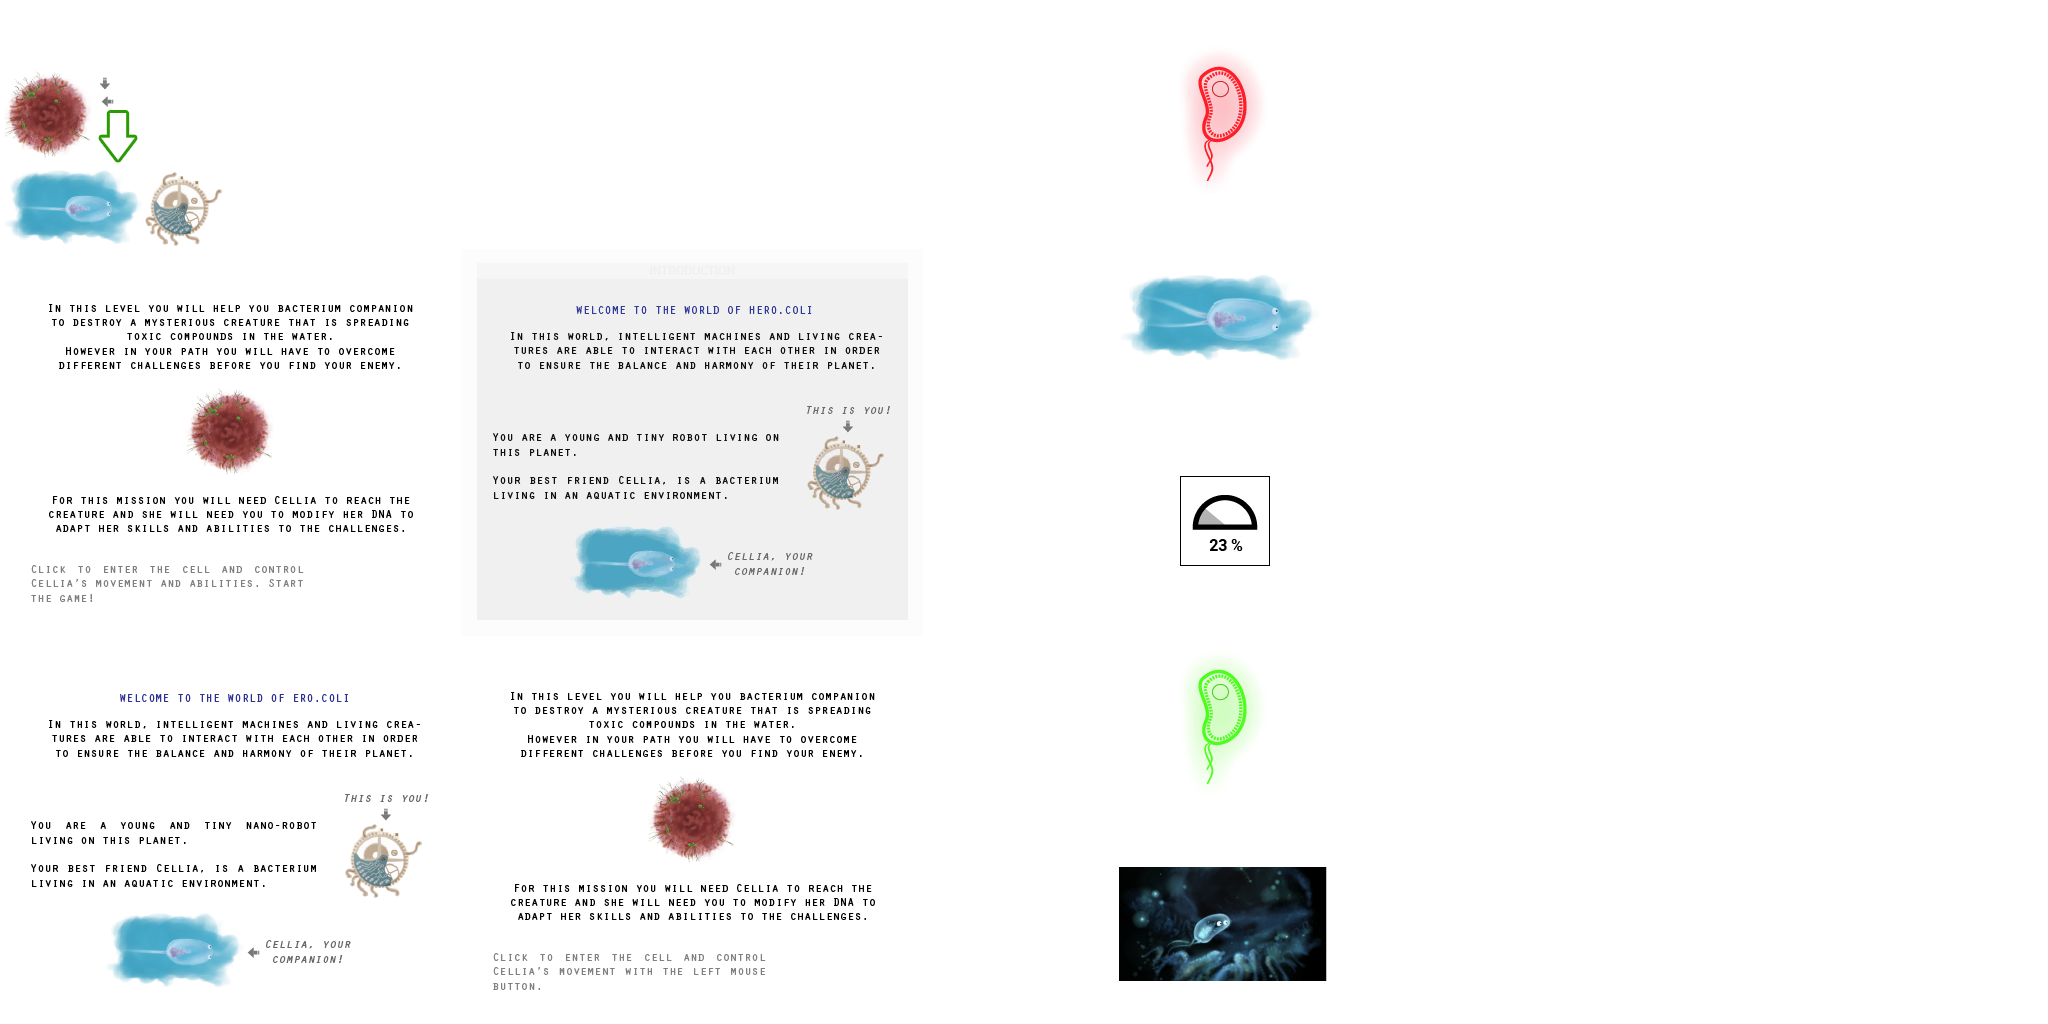 In this level you will help you bacterium companion
to destroy a mysterious creature that is spreading
toxic compounds in the water.
However in your path you will have to overcome
different challenges before you find your enemy.
For this mission you will need Cellia to reach the
creature and she will need you to modify her DNA to
adapt her skills and abilities to the challenges.
Click to enter the cell and control
Cellia's movement and abilities. Start
the game!
INTRODUCTION
WELCOME TO THE WORLD OF HERO.COLI
In this world, intelligent machines and living crea-
tures are able to interact with each other in order
to ensure the balance and harmony of their planet.
This is you!
You are a young and tiny robot living on
this planet.
Your best friend Cellia, is a bacterium
living in an aquatic environment.
Cellia, your
companion!
WELCOME TO THE WORLD OF ERO.COLI
In this world, intelligent machines and living crea-
tures are able to interact with each other in order
to ensure the balance and harmony of their planet.
This is you!
You are a young and tiny nano-robot
living on this planet.
Your best friend Cellia, is a bacterium
living in an aquatic environment.
Cellia, your
companion!
In this level you will help you bacterium companion
to destroy a mysterious creature that is spreading
toxic compounds in the water.
However in your path you will have to overcome
different challenges before you find your enemy.
For this mission you will need Cellia to reach the
creature and she will need you to modify her DNA to
adapt her skills and abilities to the challenges.
Click to enter the cell and control
Cellia's movement with the left mouse
button.
23 %